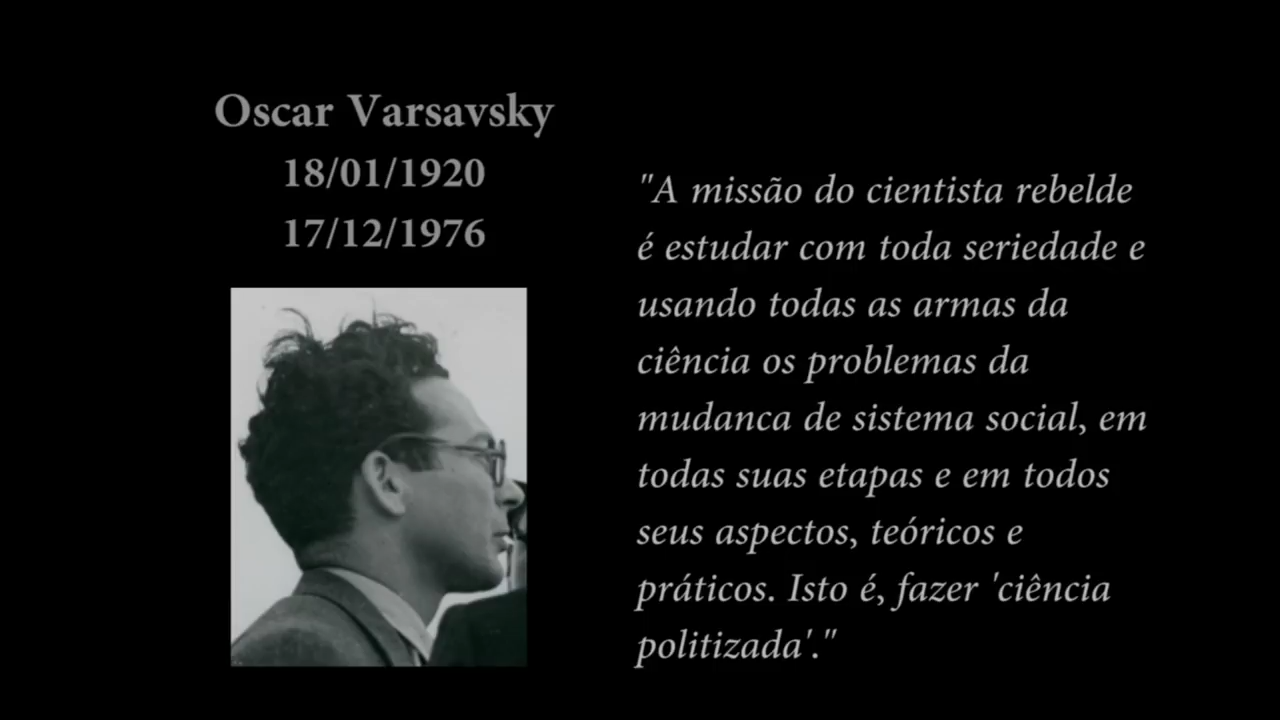 Oscar Varsavsky
18/01/1920
17/12/1976
"A missão do cientista rebelde
é estudar com toda seriedade e
usando todas as armas da
ciência os problemas da
mudanca de sistema social, em
todas suas etapas e em todos
seus aspectos, teóricos e
práticos. Isto é, fazer 'ciência
politizada'."